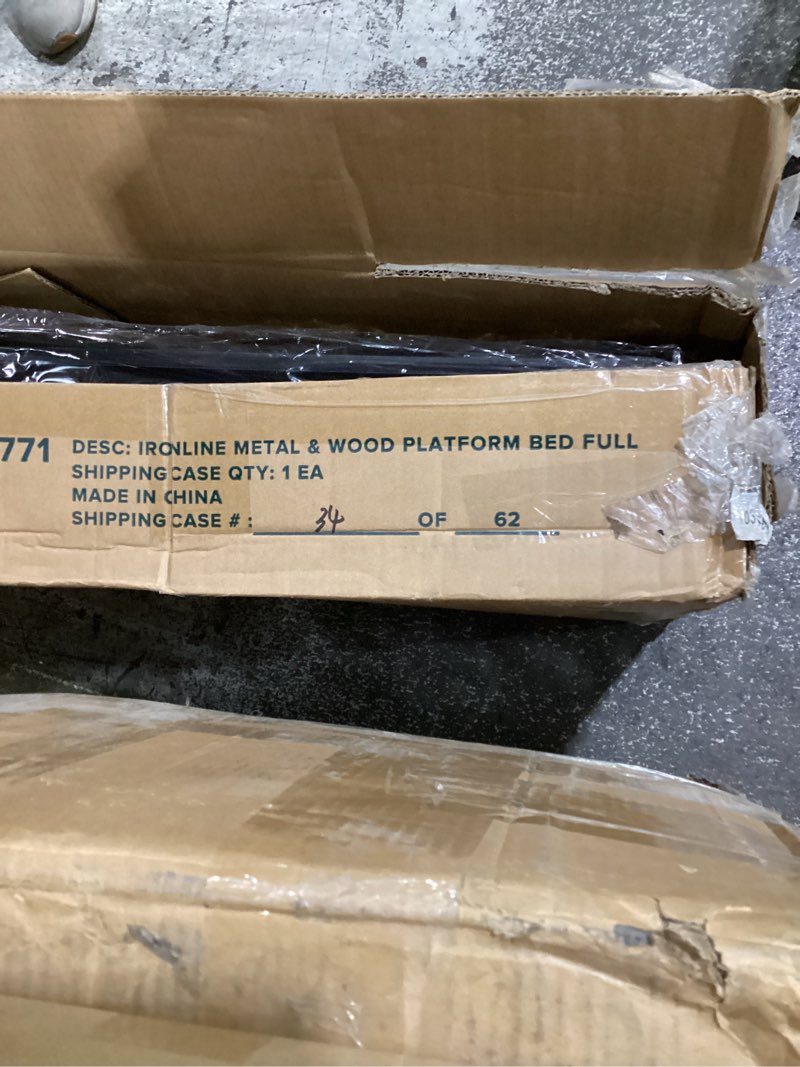 771 DESC: IRONLINE METAL & WOOD PLATFORM BED FULL
SHIPPING CASE QTY: 1 EA
MADE IN CHINA
SHIPPING CASE # : 34 OF 62